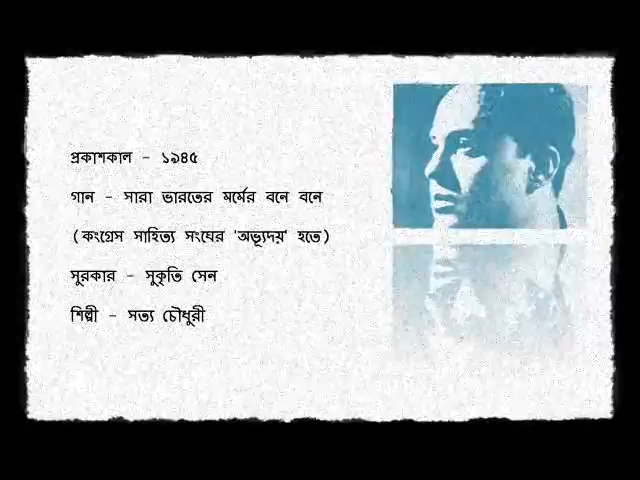 প্রকাশকাল - ১৯৪৫
গান - সারা ভারতের মর্মের বনে বনে
(কংগ্রেস সাহিত্য সংঘের 'অভ্যূদয়' হতে)
সুরকার - সুকৃতি সেন
শিল্পী - সত্য চৌধুরী